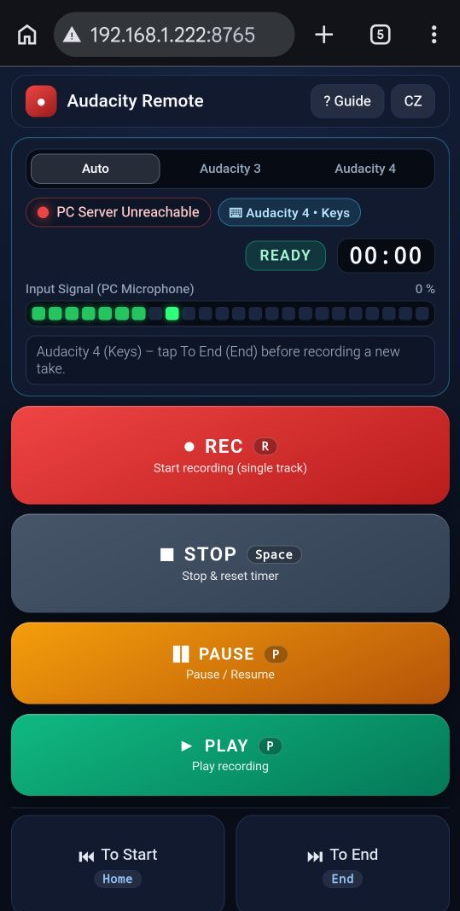 192.168.1.222:8765
5
Audacity Remote
? Guide
CZ
Auto
Audacity 3
Audacity 4
PC Server Unreachable
Audacity 4 • Keys
READY
00:00
Input Signal (PC Microphone)
0 %
Audacity 4 (Keys) – tap To End (End) before recording a new
take.
REC R
Start recording (single track)
STOP Space
Stop & reset timer
PAUSE P
Pause / Resume
PLAY P
Play recording
To Start
Home
To End
End